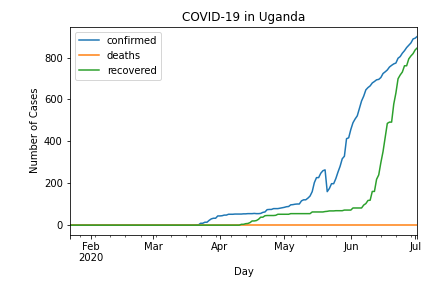 COVID-19 in Uganda
confirmed
deaths
recovered
Number of Cases
800
600
400
200
0
Feb
2020
Mar
Apr
May
Jun
Jul
Day